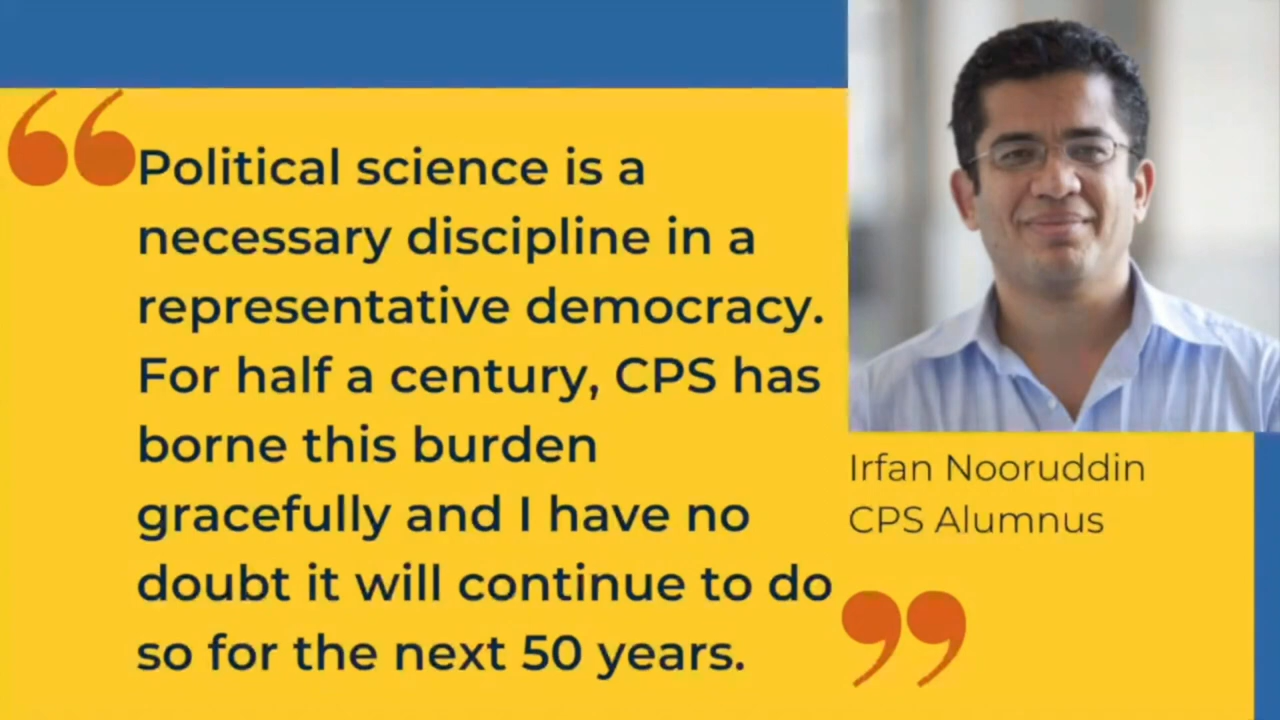 “Political science is a
necessary discipline in a
representative democracy.
For half a century, CPS has
borne this burden
gracefully and I have no
doubt it will continue to do
so for the next 50 years.”
Irfan Nooruddin
CPS Alumnus